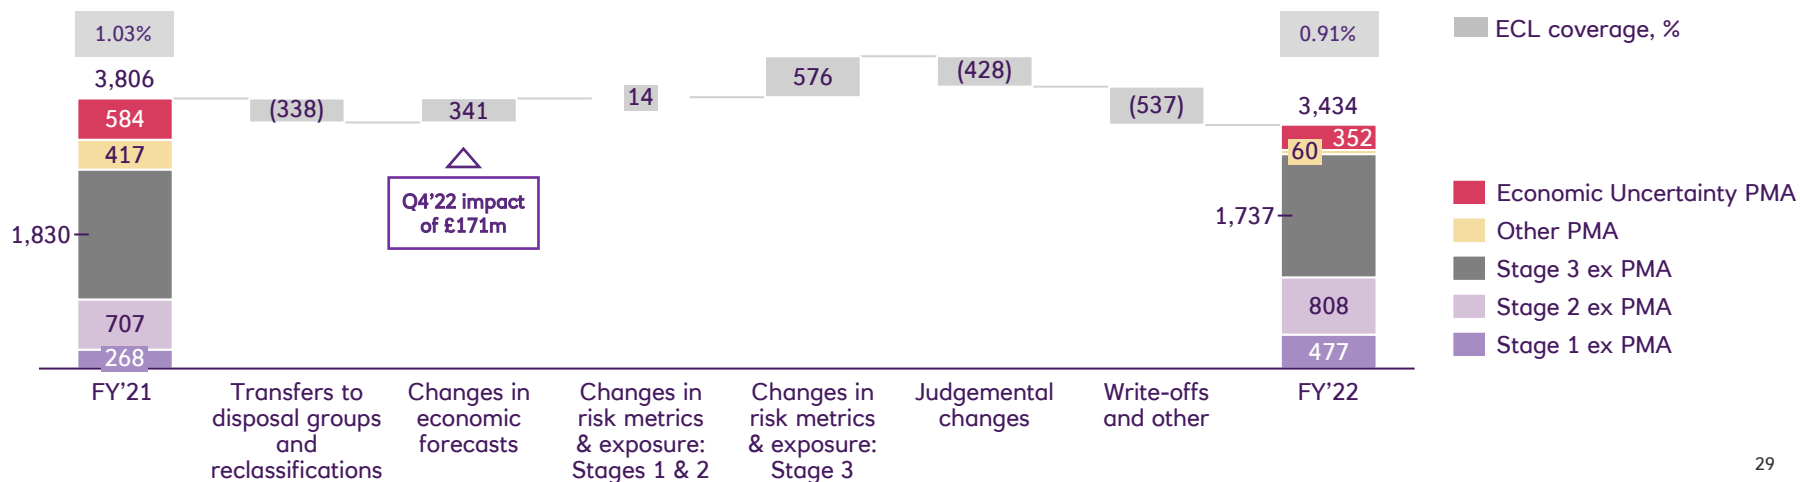 1.03%
3,806
584
417
1,830
707
268
(338)
341
Q4’22 impact
of £171m
14
576
(428)
(537)
0.91%
3,434
352
60
1,737
808
477
FY’21
Transfers to
disposal groups
and
reclassifications
Changes in
economic
forecasts
Changes in
risk metrics
& exposure:
Stages 1 & 2
Changes in
risk metrics
& exposure:
Stage 3
Judgemental
changes
Write-offs
and other
FY’22
ECL coverage, %
Economic Uncertainty PMA
Other PMA
Stage 3 ex PMA
Stage 2 ex PMA
Stage 1 ex PMA
29